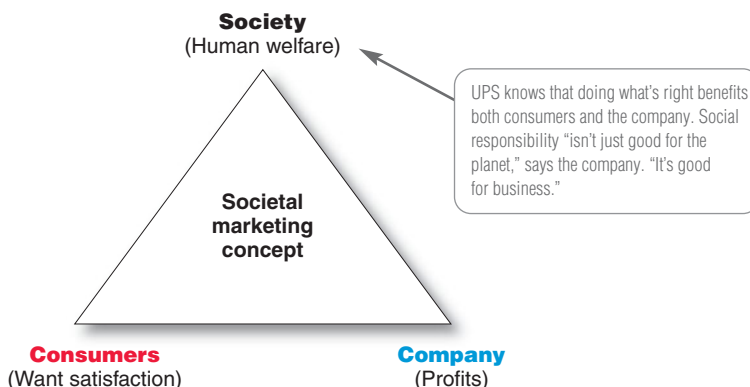 Society
(Human welfare)
UPS knows that doing what's right benefits
both consumers and the company. Social
responsibility “isn't just good for the
planet,” says the company. “It's good
for business.”
Societal
marketing
concept
Consumers
(Want satisfaction)
Company
(Profits)